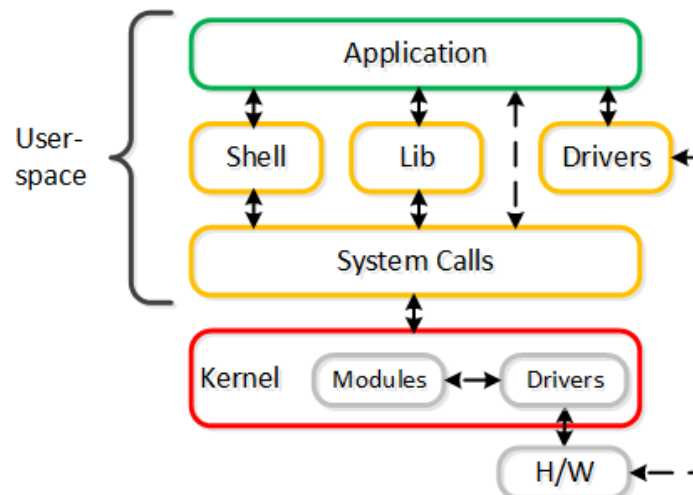 Application
User-
space
Shell
Lib
Drivers
System Calls
Kernel
Modules
Drivers
H/W